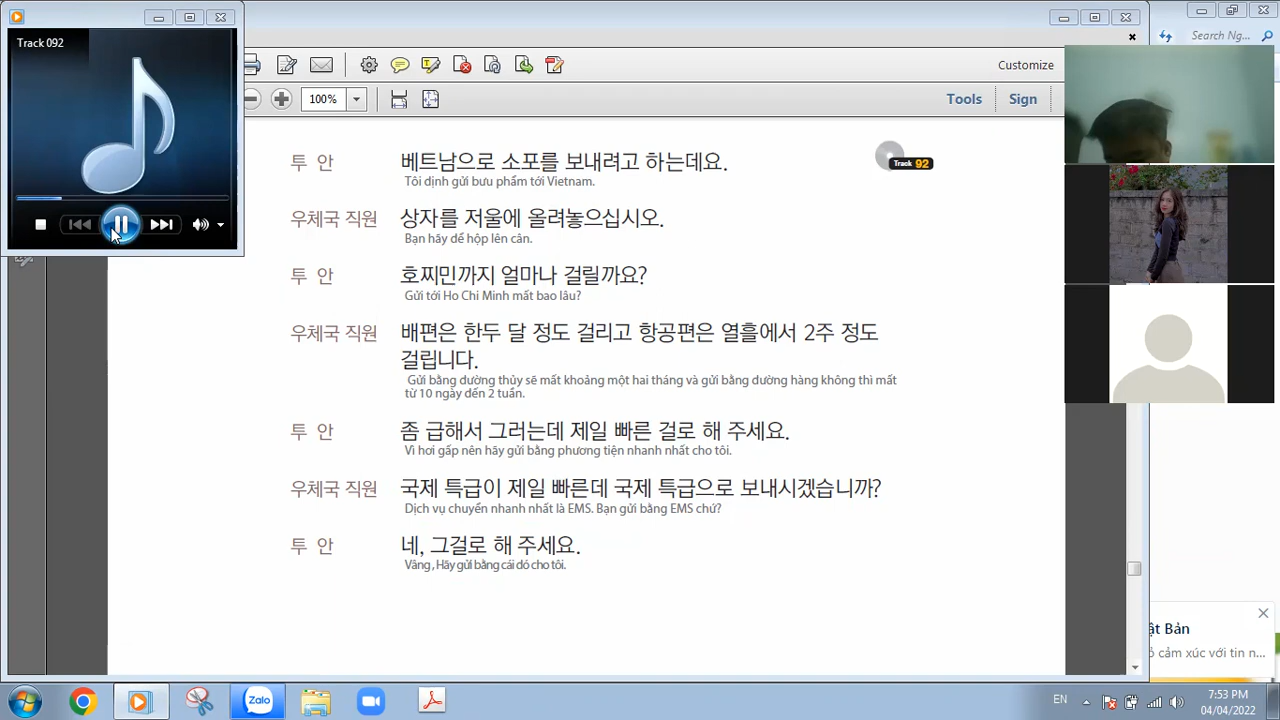 Track 092
Search Ng...
Customize
100%
Tools
Sign
투 안
베트남으로 소포를 보내려고 하는데요.
Track 92
Tôi định gửi bưu phẩm tới Vietnam.
우체국 직원
상자를 저울에 올려놓으십시오.
Bạn hãy để hộp lên cân.
투 안
호찌민까지 얼마나 걸릴까요?
Gửi tới Ho Chi Minh mất bao lâu?
우체국 직원
배편은 한두 달 정도 걸리고 항공편은 열흘에서 2주 정도
걸립니다.
Gửi bằng đường thủy sẽ mất khoảng một hai tháng và gửi bằng đường hàng không thì mất
từ 10 ngày đến 2 tuần.
투 안
좀 급해서 그러는데 제일 빠른 걸로 해 주세요.
Vì hơi gấp nên hãy gửi bằng phương tiện nhanh nhất cho tôi.
우체국 직원
국제 특급이 제일 빠른데 국제 특급으로 보내시겠습니까?
Dịch vụ chuyển nhanh nhất là EMS. Bạn gửi bằng EMS chứ?
투 안
네, 그걸로 해 주세요.
Vâng, Hãy gửi bằng cái đó cho tôi.
ật Bản
ỏ cảm xúc với tin n...
Zalo
EN
7:53 PM
04/04/2022